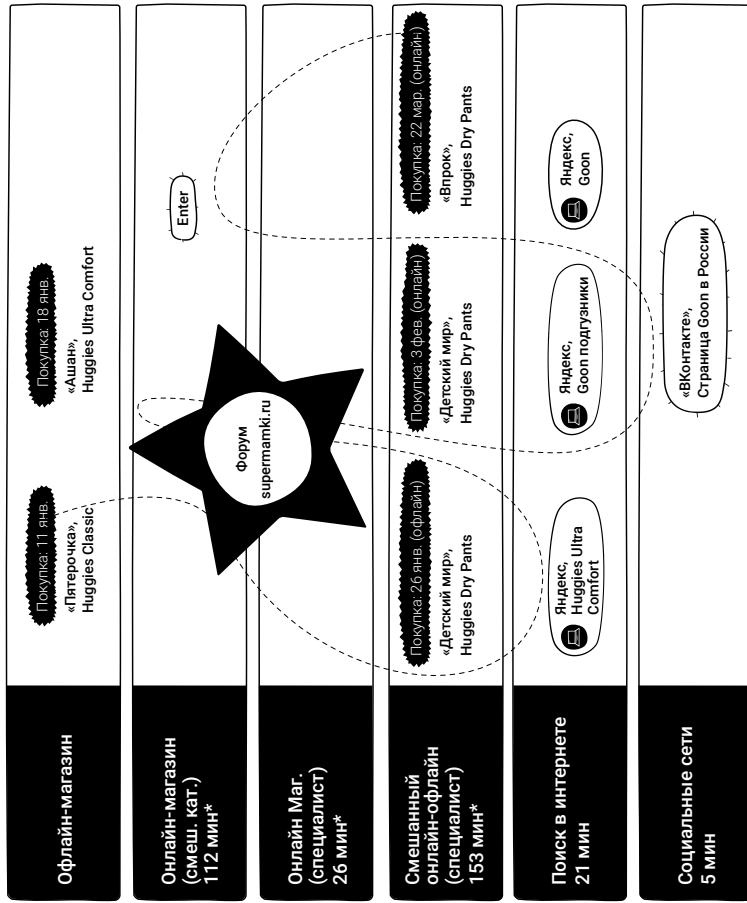 Офлайн-магазин
Покупка: 11 янв.
«Пятерочка»,
Huggies Classic
Покупка: 18 янв.
«Ашан»,
Huggies Ultra Comfort
Онлайн-магазин
(смеш. кат.)
112 мин*
Enter
Форум
supermamki.ru
Онлайн Маг.
(специалист)
26 мин*
Смешанный
онлайн-офлайн
(специалист)
153 мин*
Покупка: 26 янв. (офлайн)
«Детский мир»,
Huggies Dry Pants
Покупка: 3 фев. (онлайн)
«Детский мир»,
Huggies Dry Pants
Покупка: 22 мар. (онлайн)
«Впрок»,
Huggies Dry Pants
Поиск в интернете
21 мин
Яндекс,
Huggies Ultra
Comfort
Яндекс,
Goon подгузники
Яндекс,
Goon
Социальные сети
5 мин
«ВКонтакте»,
Страница Goon в России